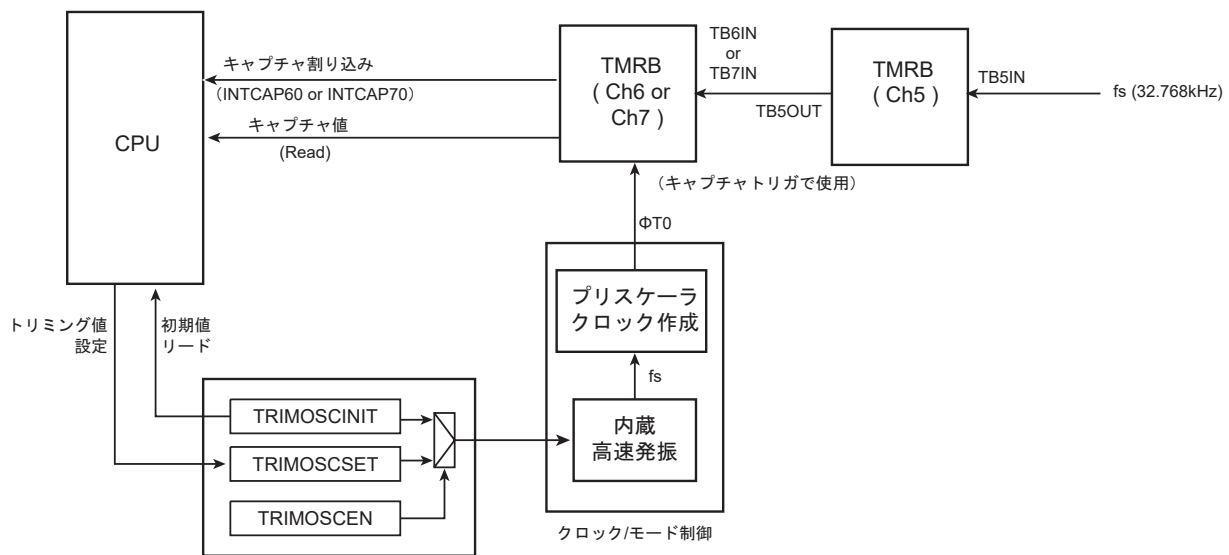 CPU
キャプチャ割り込み
（INTCAP60 or INTCAP70）
キャプチャ値
(Read)
TMRB
( Ch6 or
Ch7 )
TB6IN
or
TB7IN
TB5OUT
TMRB
( Ch5 )
TB5IN
fs (32.768kHz)
（キャプチャトリガで使用）
ΦT0
プリスケーラ
クロック作成
fs
内蔵
高速発振
クロック/モード制御
トリミング値
設定
初期値
リード
TRIMOSCINIT
TRIMOSCSET
TRIMOSCEN